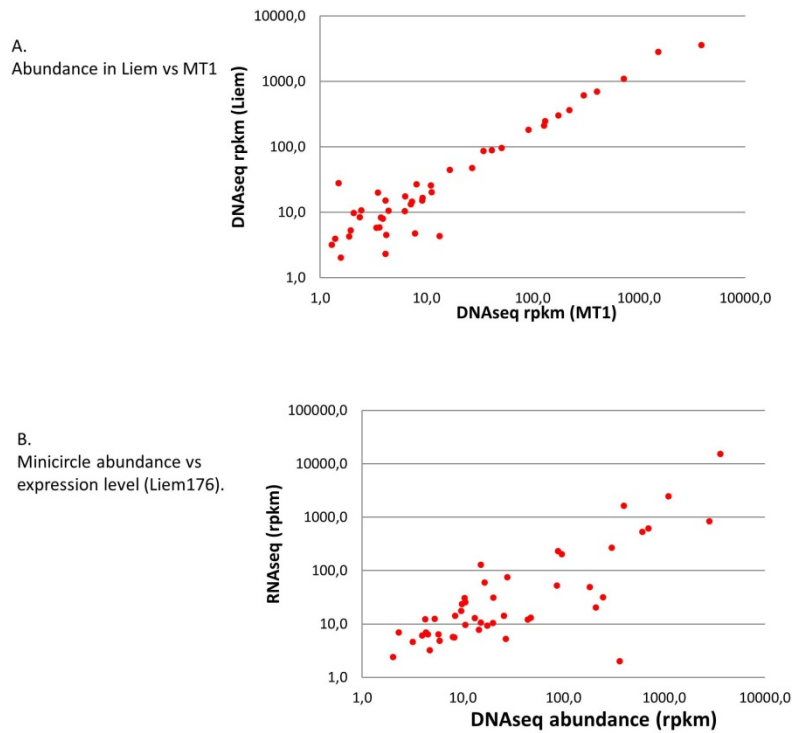 A.
Abundance in Liem vs MT1
DNAseq rpkm (Liem)
10000,0
1000,0
100,0
10,0
1,0
1,0 10,0 100,0 1000,0 10000,0
DNAseq rpkm (MT1)
B.
Minicircle abundance vs
expression level (Liem176).
RNAseq (rpkm)
100000,0
10000,0
1000,0
100,0
10,0
1,0
1,0 10,0 100,0 1000,0 10000,0
DNAseq abundance (rpkm)